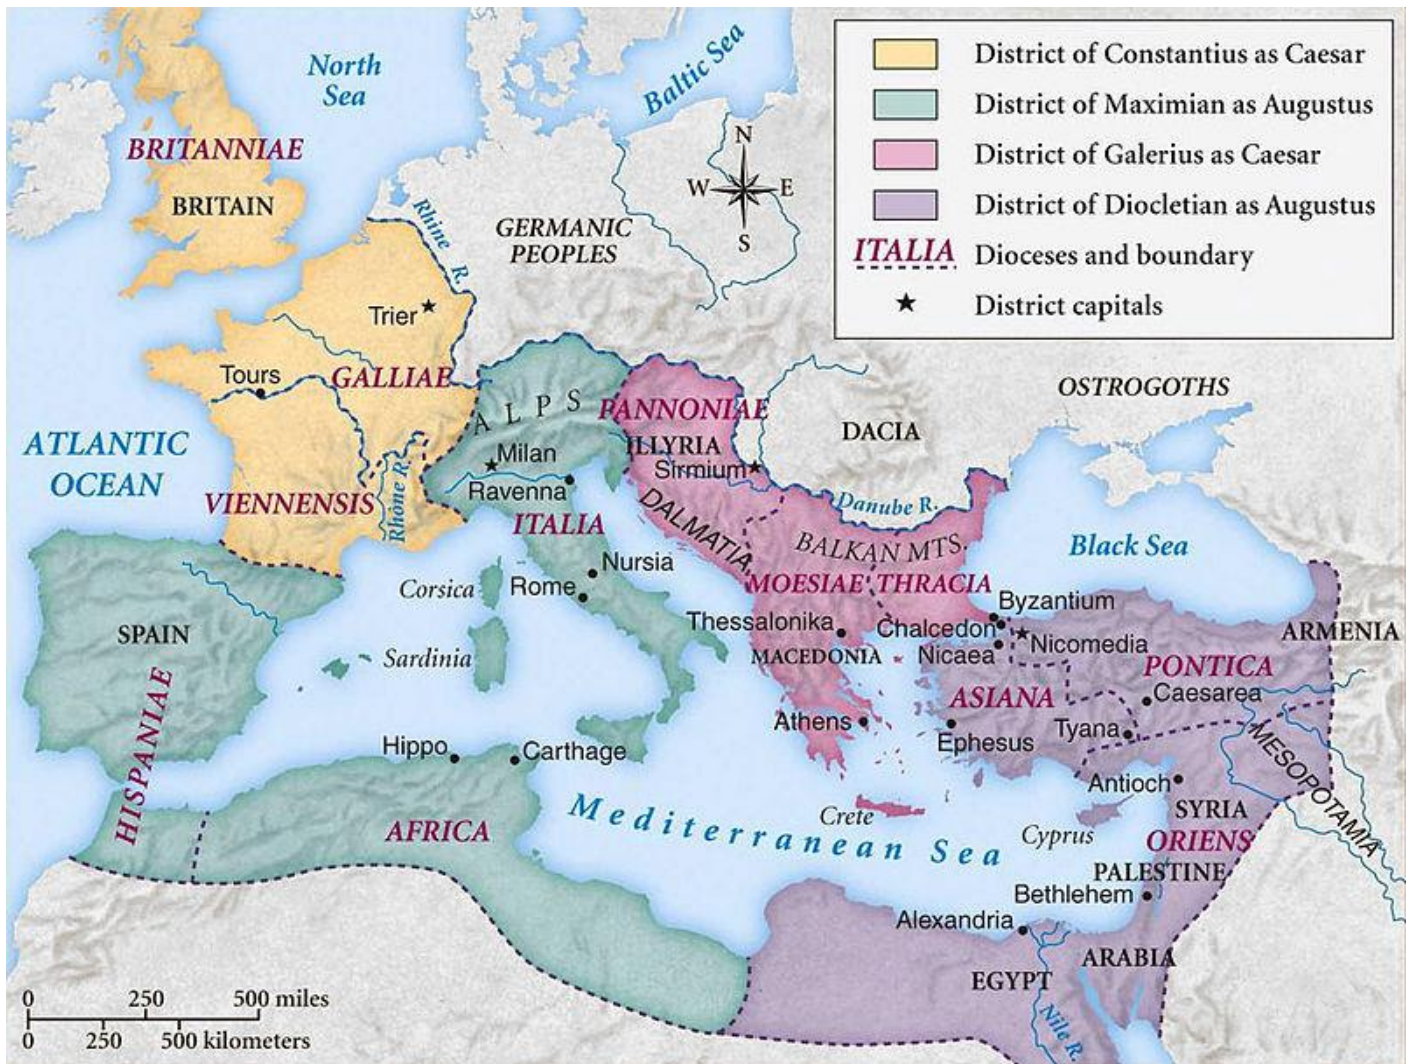 North
Sea
Baltic Sea
District of Constantius as Caesar
District of Maximian as Augustus
District of Galerius as Caesar
District of Diocletian as Augustus
ITALIA Dioceses and boundary
District capitals
N
W E
S
BRITANNIAE
BRITAIN
Rhine R.
GERMANIC
PEOPLES
Trier
Tours
GALLIAE
ALPS
PANNONIAE
ILLYRIA
Sirmium
DACIA
OSTROGOTHS
ATLANTIC
OCEAN
Milan
Ravenna
VIENNENSIS
Rhône R.
ITALIA
DALMATIA
Danube R.
BALKAN MTS.
Black Sea
Corsica
Nursia
Rome
MOESIAE
THRACIA
Byzantium
SPAIN
Sardinia
Thessalonika
Chalcedon
Nicomedia
ARMENIA
MACEDONIA
Nicaea
PONTICA
HISPANIAE
ASIANA
Caesarea
Athens
Tyana
Ephesus
Hippo
Carthage
MESOPOTAMIA
Antioch
SYRIA
AFRICA
Mediterranean Sea
Crete
Cyprus
ORIENS
PALESTINE
Bethlehem
Alexandria
ARABIA
EGYPT
Nile R.
0 250 500 miles
0 250 500 kilometers